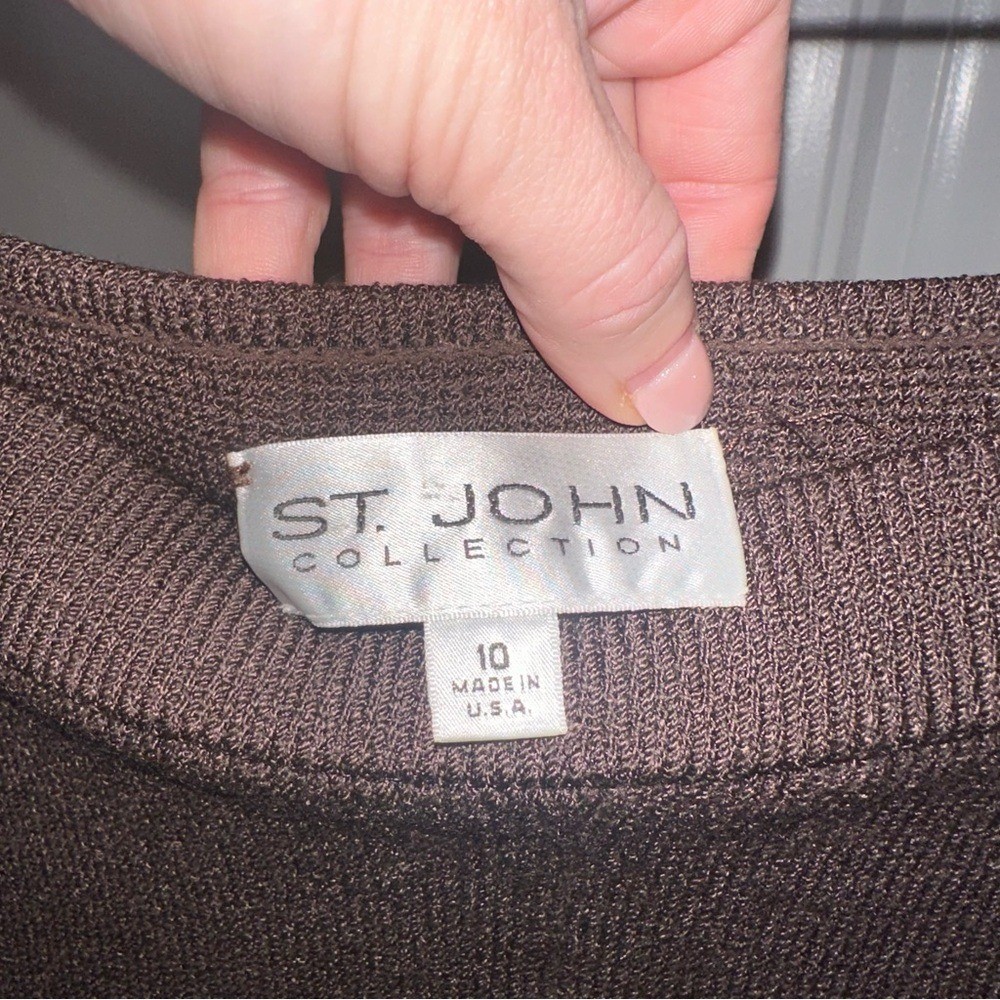 ST. JOHN
COLLECTION
10
MADE IN
U.S.A.